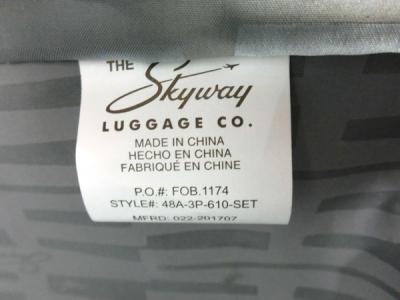 THE
Skyway
LUGGAGE CO.
MADE IN CHINA
HECHO EN CHINA
FABRIQUÉ EN CHINE
P.O.#: FOB.1174
STYLE#: 48A-3P-610-SET
MFRD: 022-201707